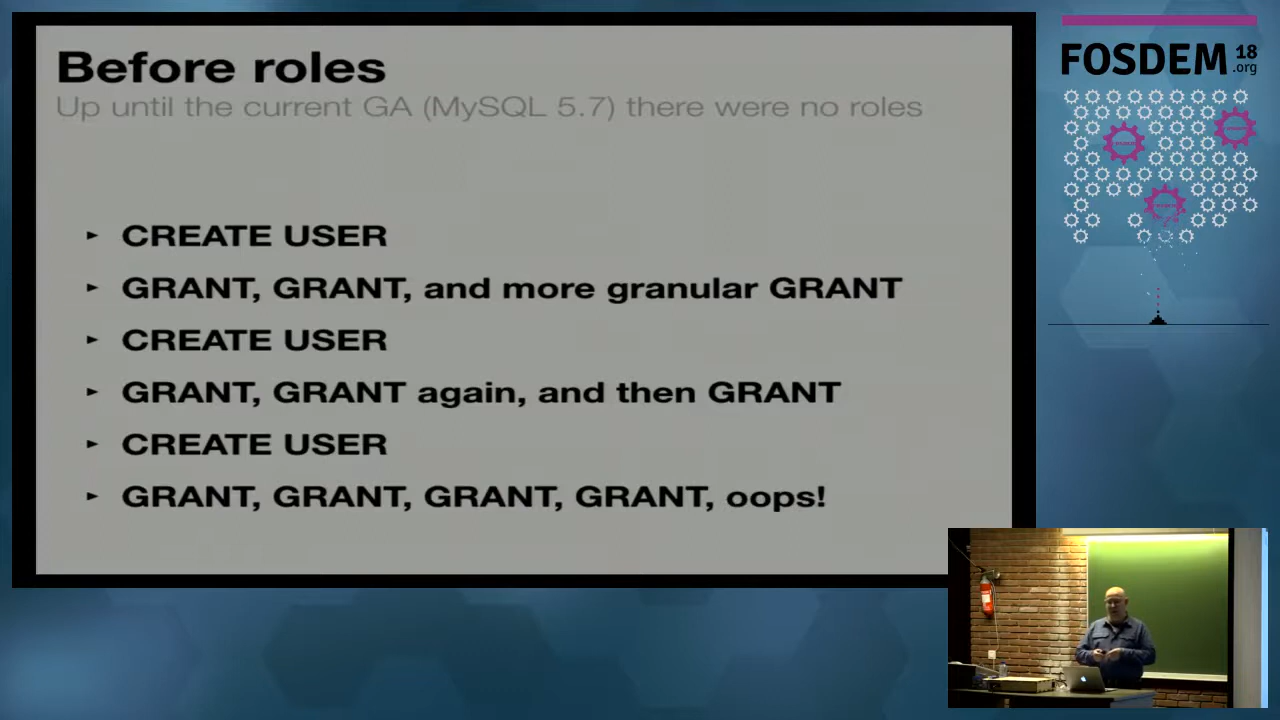 Before roles
Up until the current GA (MySQL 5.7) there were no roles
► CREATE USER
► GRANT, GRANT, and more granular GRANT
► CREATE USER
► GRANT, GRANT again, and then GRANT
► CREATE USER
► GRANT, GRANT, GRANT, GRANT, oops!
FOSDEM 18
.org